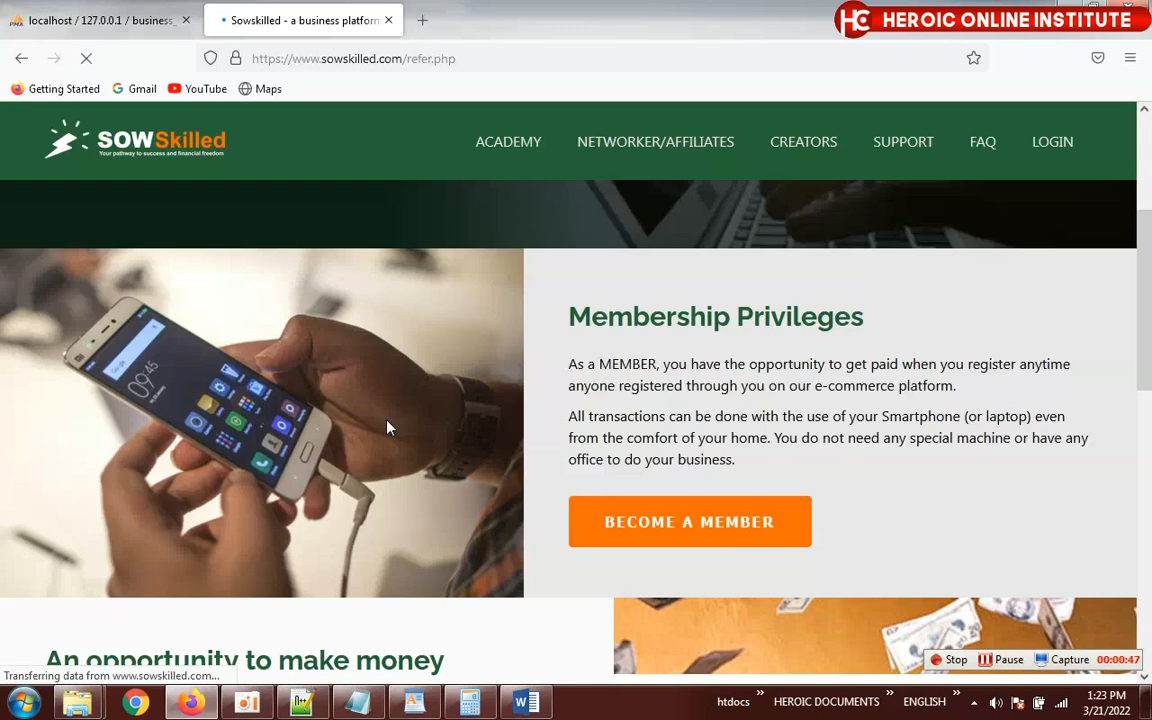 localhost / 127.0.0.1 / business_
Sowskilled - a business platform
HC HEROIC ONLINE INSTITUTE
https://www.sowskilled.com/refer.php
Getting Started
Gmail
YouTube
Maps
SOWSkilled
Your pathway to success and financial freedom
ACADEMY
NETWORKER/AFFILIATES
CREATORS
SUPPORT
FAQ
LOGIN
09:45
Membership Privileges
As a MEMBER, you have the opportunity to get paid when you register anytime
anyone registered through you on our e-commerce platform.
All transactions can be done with the use of your Smartphone (or laptop) even
from the comfort of your home. You do not need any special machine or have any
office to do your business.
BECOME A MEMBER
An opportunity to make money
Transferring data from www.sowskilled.com...
Stop
Pause
Capture
00:00:47
htdocs
HEROIC DOCUMENTS
ENGLISH
1:23 PM
3/21/2022